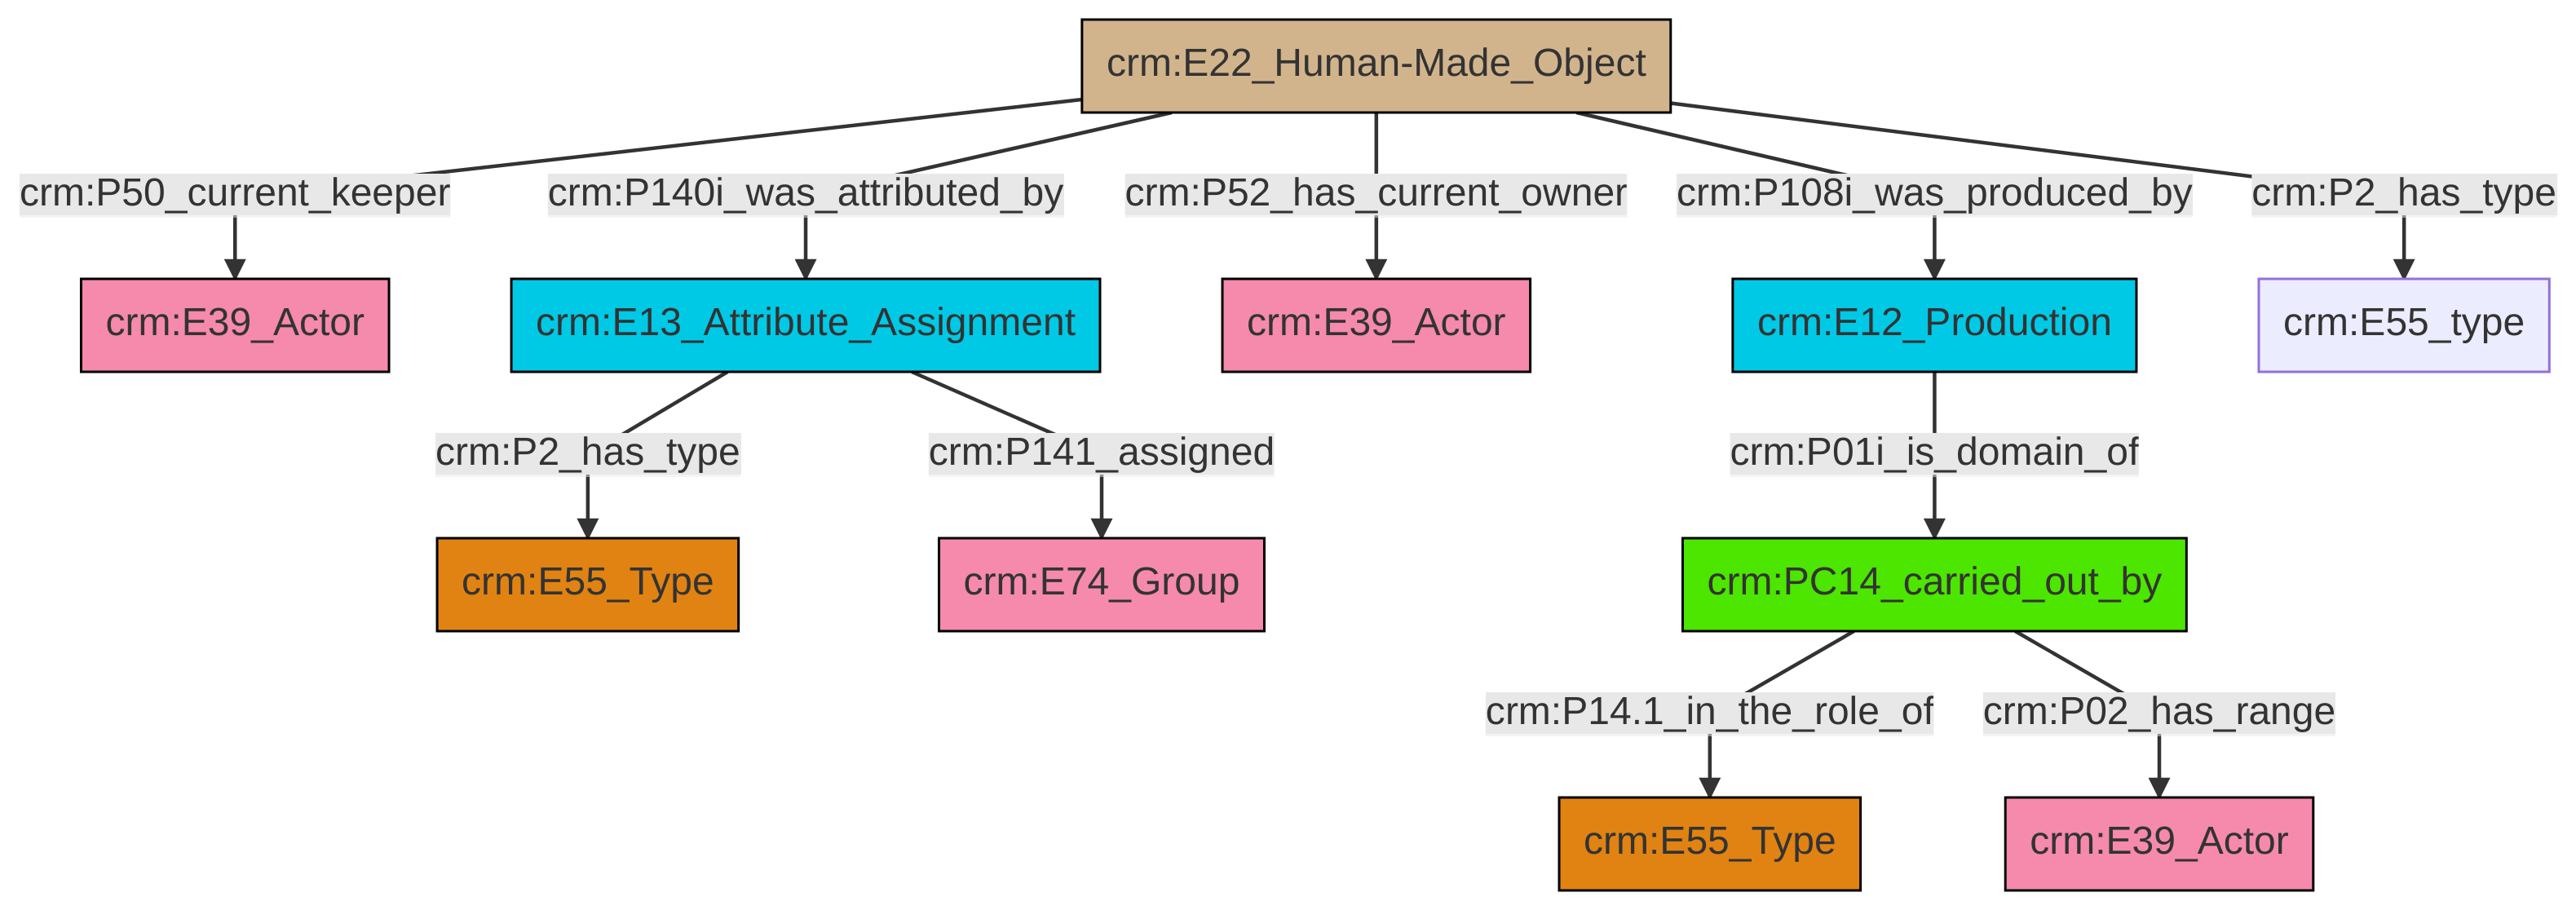 crm:E22_Human-Made_Object
crm:P50_current_keeper
crm:P140i_was_attributed_by
crm:P52_has_current_owner
crm:P108i_was_produced_by
crm:P2_has_type
crm:E39_Actor
crm:E13_Attribute_Assignment
crm:E39_Actor
crm:E12_Production
crm:E55_type
crm:P2_has_type
crm:P141_assigned
crm:P01i_is_domain_of
crm:E55_Type
crm:E74_Group
crm:PC14_carried_out_by
crm:P14.1_in_the_role_of
crm:P02_has_range
crm:E55_Type
crm:E39_Actor